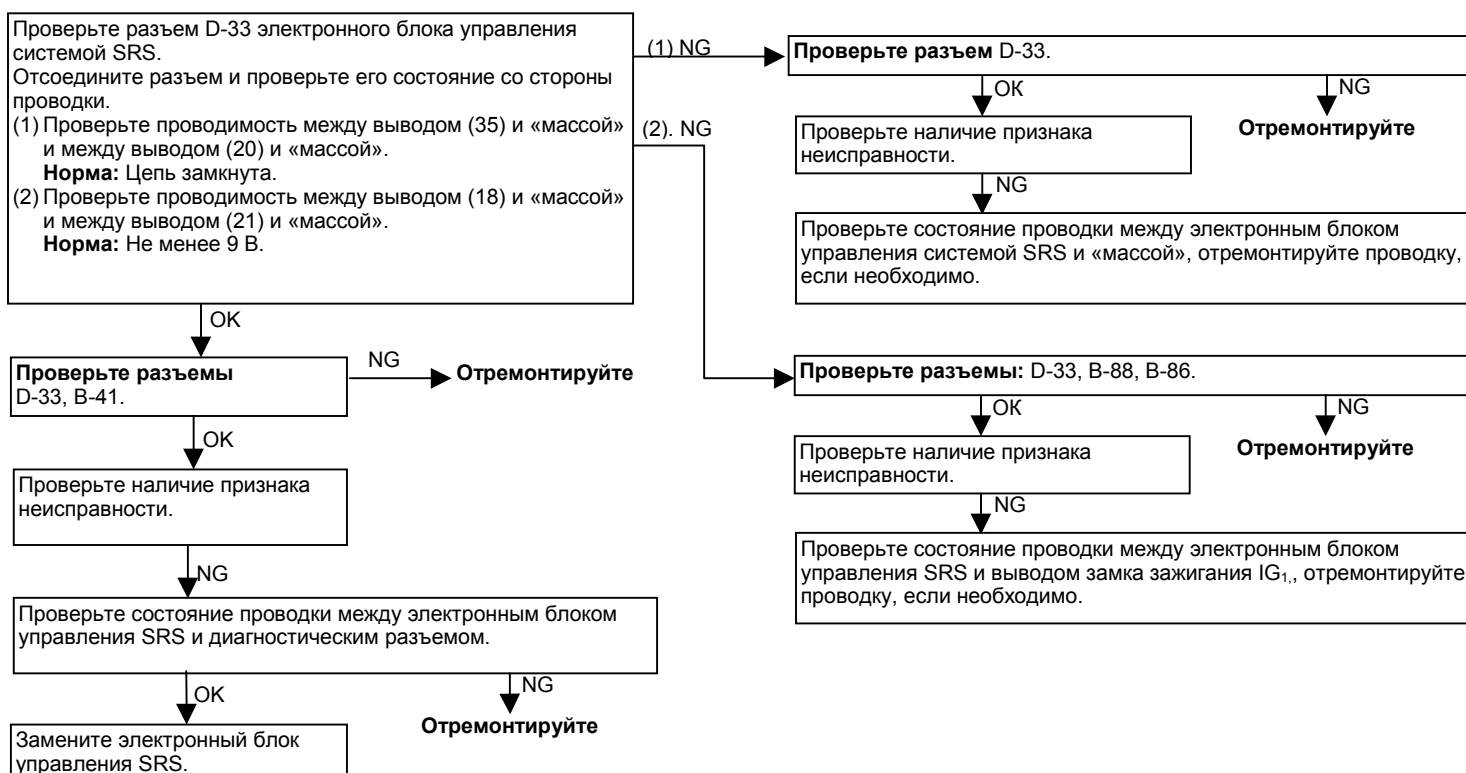 Проверьте разъем D-33 электронного блока управления
системой SRS.
Отсоедините разъем и проверьте его состояние со стороны
проводки.
(1) Проверьте проводимость между выводом (35) и «массой»
и между выводом (20) и «массой».
Норма: Цепь замкнута.
(2) Проверьте проводимость между выводом (18) и «массой»
и между выводом (21) и «массой».
Норма: Не менее 9 В.
(1) NG
(2). NG
Проверьте разъем D-33.
OK
NG
Проверьте наличие признака
неисправности.
Отремонтируйте
NG
Проверьте состояние проводки между электронным блоком
управления системой SRS и «массой», отремонтируйте проводку,
если необходимо.
OK
Проверьте разъемы
D-33, B-41.
NG
Отремонтируйте
Проверьте разъемы: D-33, B-88, B-86.
OK
NG
Проверьте наличие признака
неисправности.
Отремонтируйте
NG
Проверьте состояние проводки между электронным блоком
управления SRS и выводом замка зажигания IG1,, отремонтируйте
проводку, если необходимо.
OK
Проверьте наличие признака
неисправности.
NG
Проверьте состояние проводки между электронным блоком
управления SRS и диагностическим разъемом.
OK
NG
Отремонтируйте
Замените электронный блок
управления SRS.